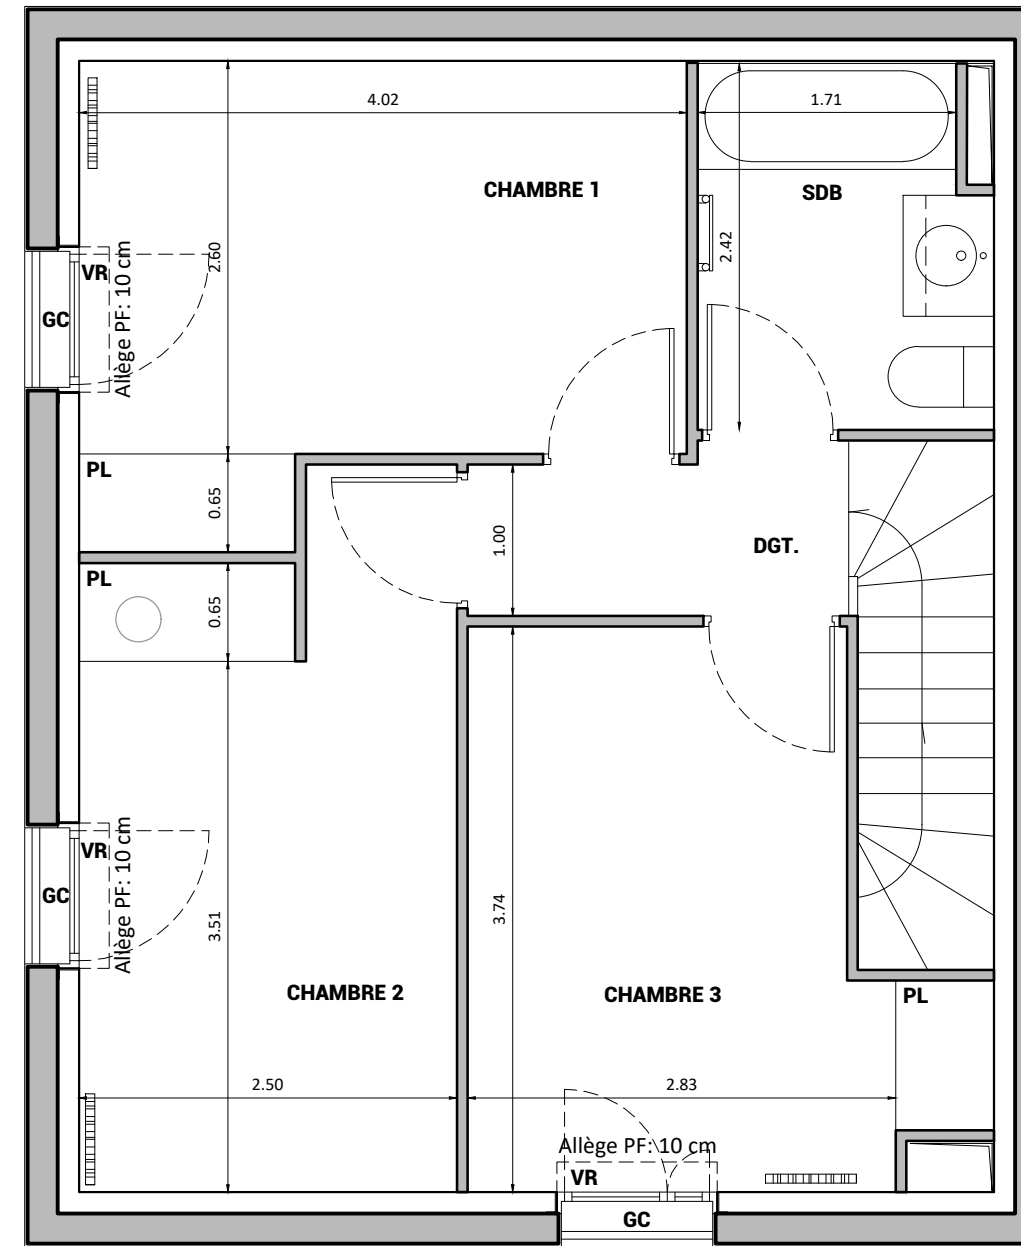 4.02
1.71
CHAMBRE 1
SDB
2.42
2.60
VR
Allège PF: 10 cm
GC
PL
0.65
1.00
DGT.
PL
0.65
VR
Allège PF: 10 cm
GC
3.51
3.74
CHAMBRE 2
CHAMBRE 3
PL
2.50
2.83
Allège PF: 10 cm
VR
GC